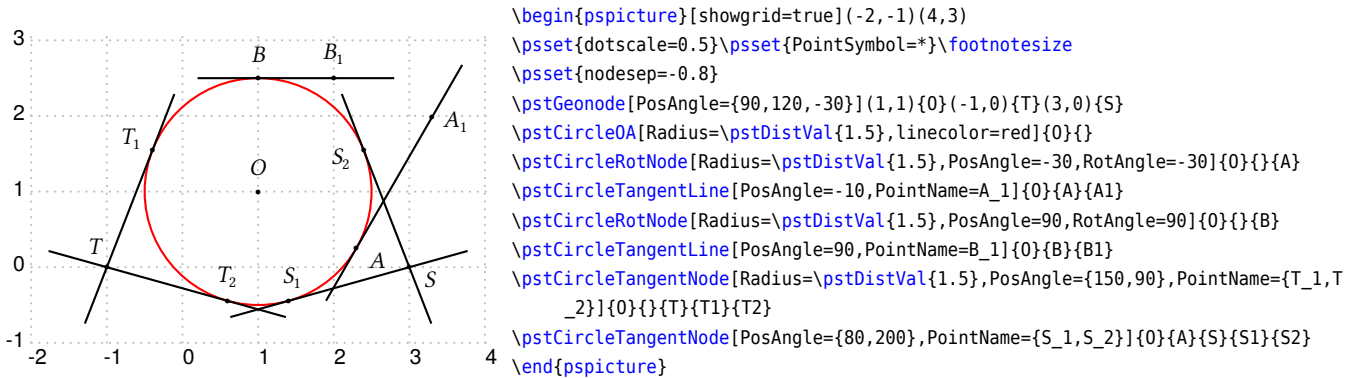 3
2
1
0
-1
-2 -1 0 1 2 3 4
B B₁
A₁
T₁ S₂
O
T T₂ S₁ A S
\begin{pspicture}[showgrid=true](-2,-1)(4,3)
\psset{dotscale=0.5}\psset{PointSymbol=*}\footnotesize
\psset{nodesep=-0.8}
\pstGeonode[PosAngle={90,120,-30}](1,1){O}(-1,0){T}(3,0){S}
\pstCircleOA[Radius=\pstDistVal{1.5},linecolor=red]{O}{}
\pstCircleRotNode[Radius=\pstDistVal{1.5},PosAngle=-30,RotAngle=-30]{O}{}{A}
\pstCircleTangentLine[PosAngle=-10,PointName=A_1]{O}{A}{A1}
\pstCircleRotNode[Radius=\pstDistVal{1.5},PosAngle=90,RotAngle=90]{O}{}{B}
\pstCircleTangentLine[PosAngle=90,PointName=B_1]{O}{B}{B1}
\pstCircleTangentNode[Radius=\pstDistVal{1.5},PosAngle={150,90},PointName={T_1,T
_2}]{O}{}{T}{T1}{T2}
\pstCircleTangentNode[PosAngle={80,200},PointName={S_1,S_2}]{O}{A}{S}{S1}{S2}
\end{pspicture}